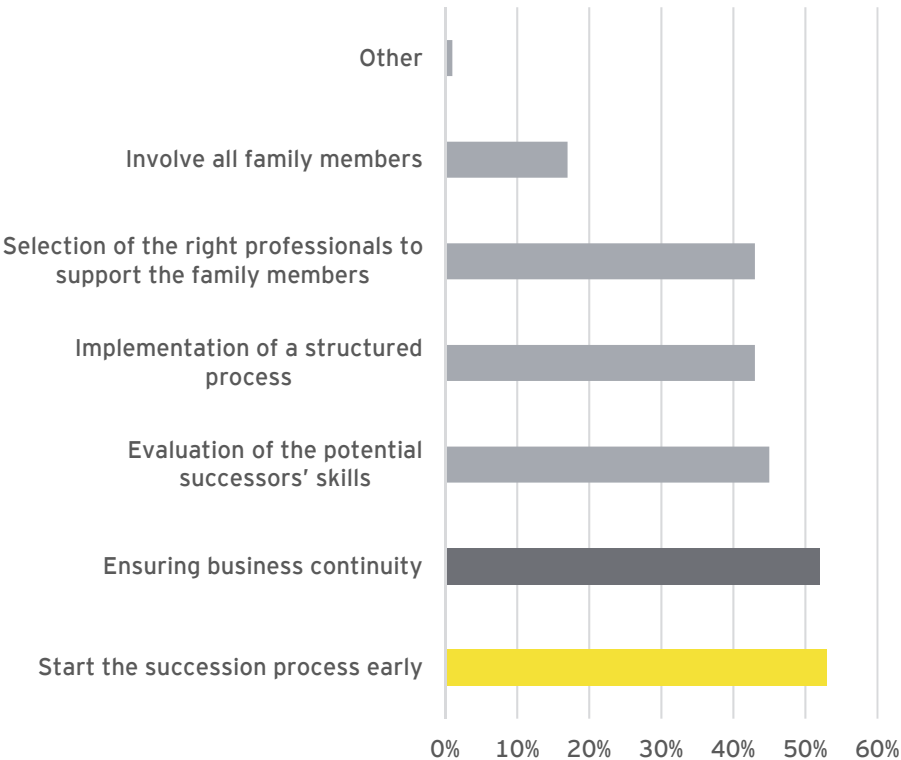 Other
Involve all family members
Selection of the right professionals to
support the family members
Implementation of a structured
process
Evaluation of the potential
successors’ skills
Ensuring business continuity
Start the succession process early
0% 10% 20% 30% 40% 50% 60%